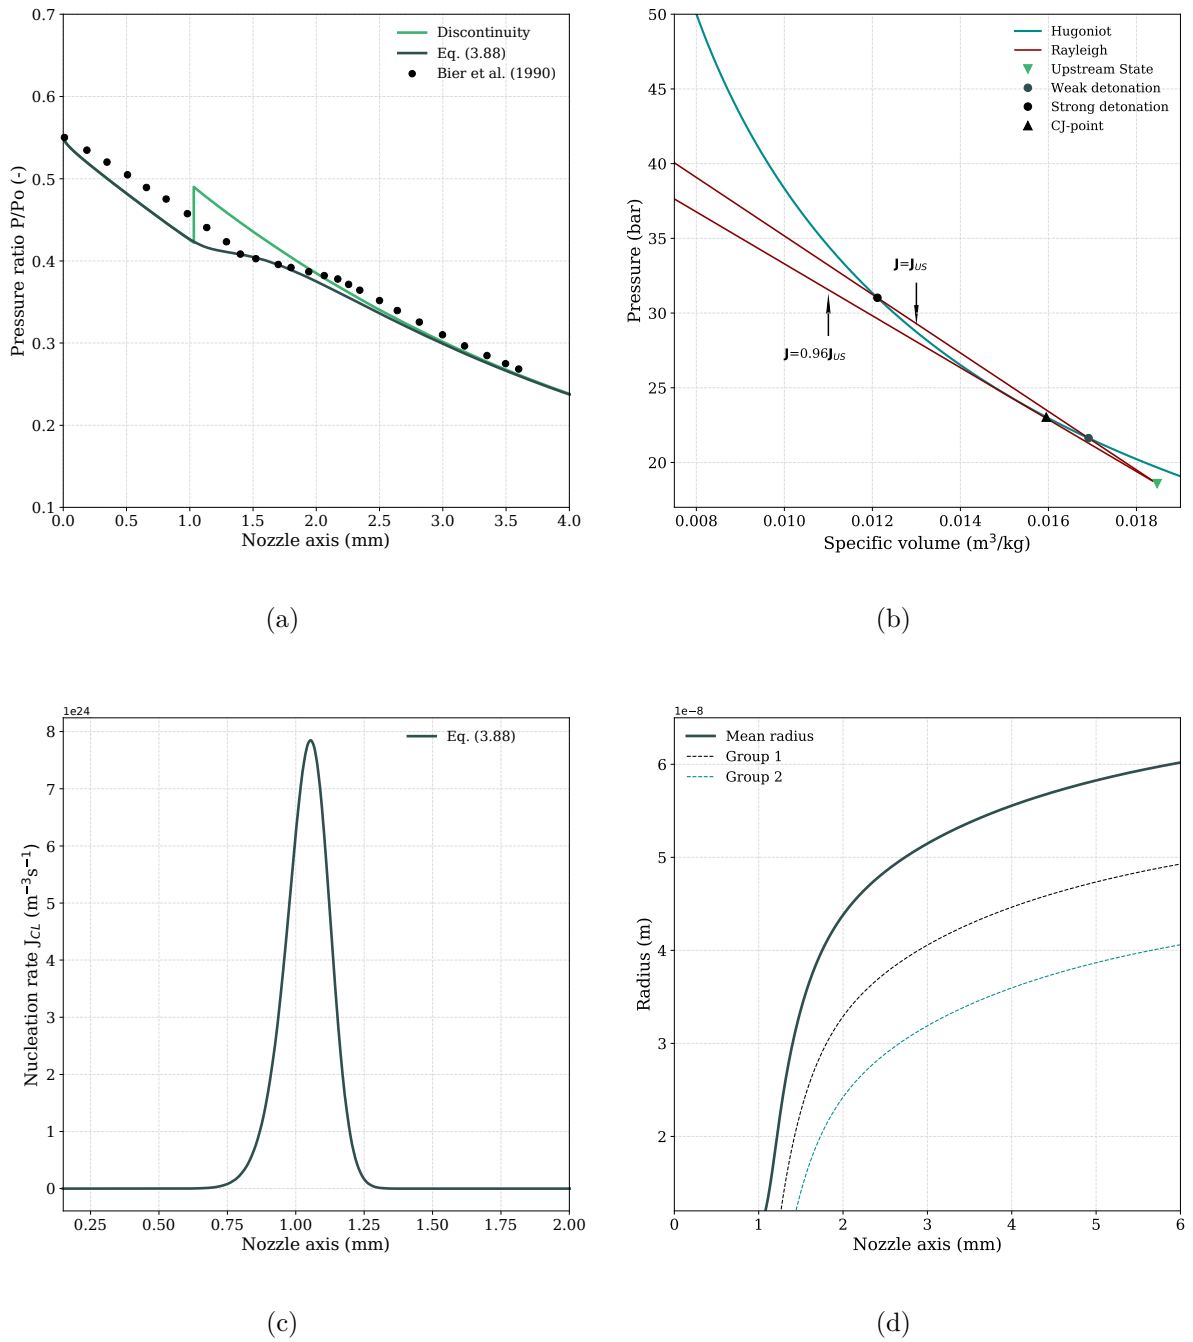 0.7
0.6
0.5
0.4
0.3
0.2
0.1
Pressure ratio P/Po (-)
0.0 0.5 1.0 1.5 2.0 2.5 3.0 3.5 4.0
Nozzle axis (mm)
Discontinuity
Eq. (3.88)
Bier et al. (1990)
(a)
50
45
40
35
30
25
20
Pressure (bar)
0.008 0.010 0.012 0.014 0.016 0.018
Specific volume (m³/kg)
Hugoniot
Rayleigh
Upstream State
Weak detonation
Strong detonation
CJ-point
J=J_US
J=0.96J_US
(b)
1e24
8
7
6
5
4
3
2
1
0
Nucleation rate J_CL (m⁻³s⁻¹)
0.25 0.50 0.75 1.00 1.25 1.50 1.75 2.00
Nozzle axis (mm)
Eq. (3.88)
(c)
1e−8
6
5
4
3
2
Radius (m)
0 1 2 3 4 5 6
Nozzle axis (mm)
Mean radius
Group 1
Group 2
(d)